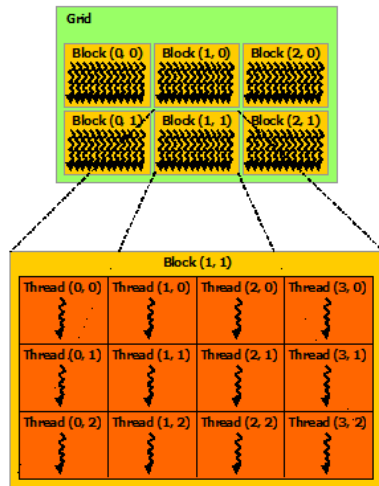 Grid
Block (0, 0) Block (1, 0) Block (2, 0)
Block (0, 1) Block (1, 1) Block (2, 1)
Block (1, 1)
Thread (0, 0) Thread (1, 0) Thread (2, 0) Thread (3, 0)
Thread (0, 1) Thread (1, 1) Thread (2, 1) Thread (3, 1)
Thread (0, 2) Thread (1, 2) Thread (2, 2) Thread (3, 2)